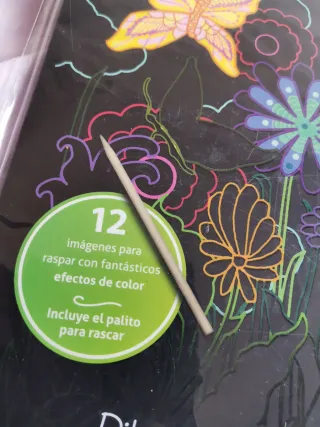 12
imágenes para
raspar con fantásticos
efectos de color
Incluye el palito
para rascar